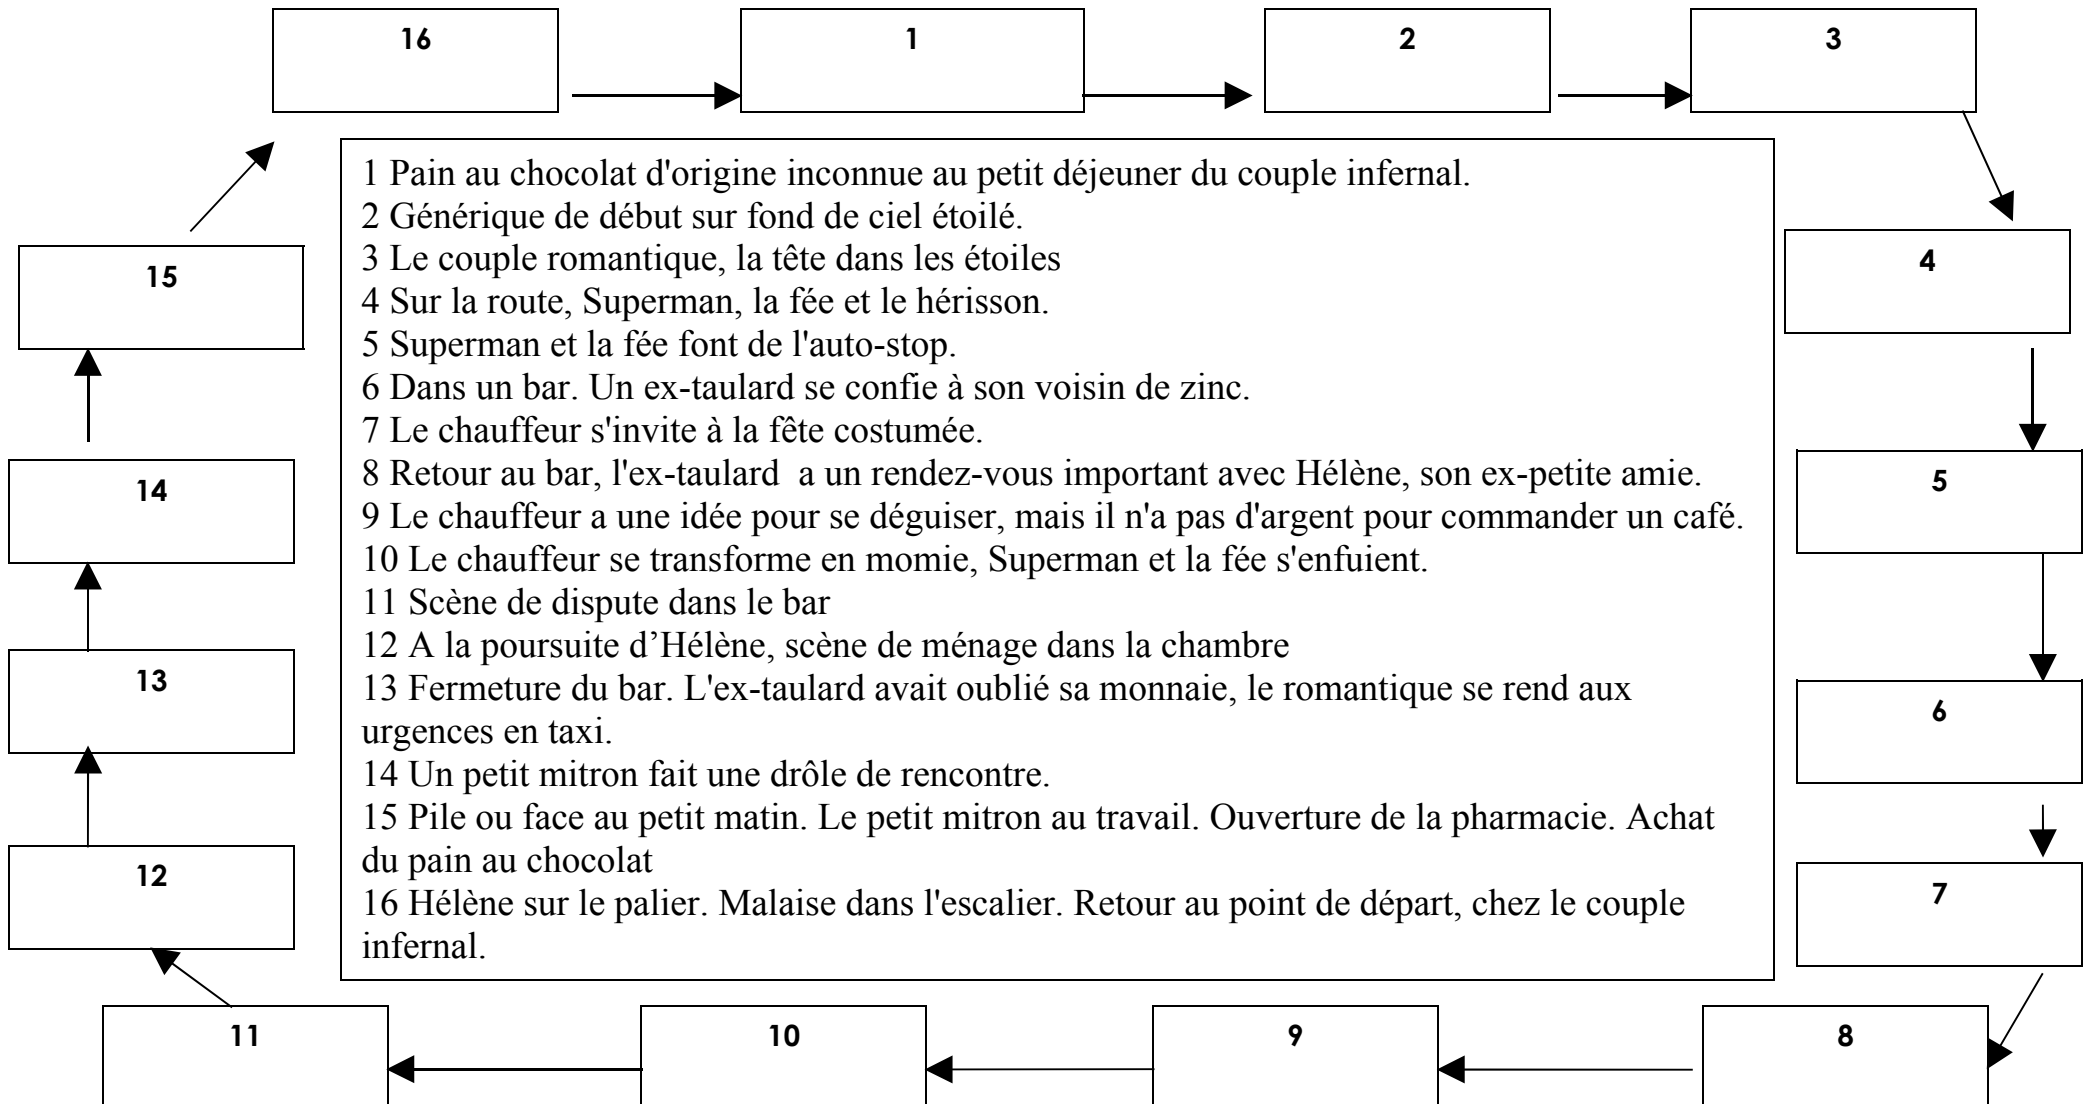 16
1
2
3
1 Pain au chocolat d'origine inconnue au petit déjeuner du couple infernal.
2 Générique de début sur fond de ciel étoilé.
3 Le couple romantique, la tête dans les étoiles
4 Sur la route, Superman, la fée et le hérisson.
5 Superman et la fée font de l'auto-stop.
6 Dans un bar. Un ex-taulard se confie à son voisin de zinc.
7 Le chauffeur s'invite à la fête costumée.
8 Retour au bar, l'ex-taulard  a un rendez-vous important avec Hélène, son ex-petite amie.
9 Le chauffeur a une idée pour se déguiser, mais il n'a pas d'argent pour commander un café.
10 Le chauffeur se transforme en momie, Superman et la fée s'enfuient.
11 Scène de dispute dans le bar
12 A la poursuite d’Hélène, scène de ménage dans la chambre
13 Fermeture du bar. L'ex-taulard avait oublié sa monnaie, le romantique se rend aux
urgences en taxi.
14 Un petit mitron fait une drôle de rencontre.
15 Pile ou face au petit matin. Le petit mitron au travail. Ouverture de la pharmacie. Achat
du pain au chocolat
16 Hélène sur le palier. Malaise dans l'escalier. Retour au point de départ, chez le couple
infernal.
4
5
6
7
8
9
10
11
12
13
14
15